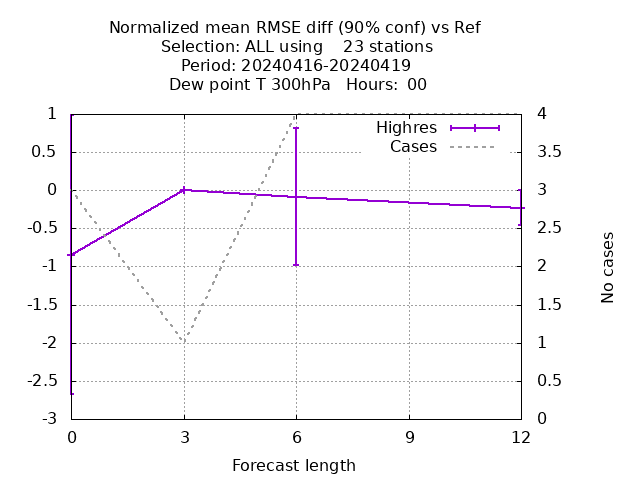 Normalized mean RMSE diff (90% conf) vs Ref
Selection: ALL using    23 stations
Period: 20240416-20240419
Dew point T 300hPa   Hours:  00
Highres
Cases
1
0.5
0
-0.5
-1
-1.5
-2
-2.5
-3
4
3.5
3
2.5
2
1.5
1
0.5
0
No cases
0 3 6 9 12
Forecast length